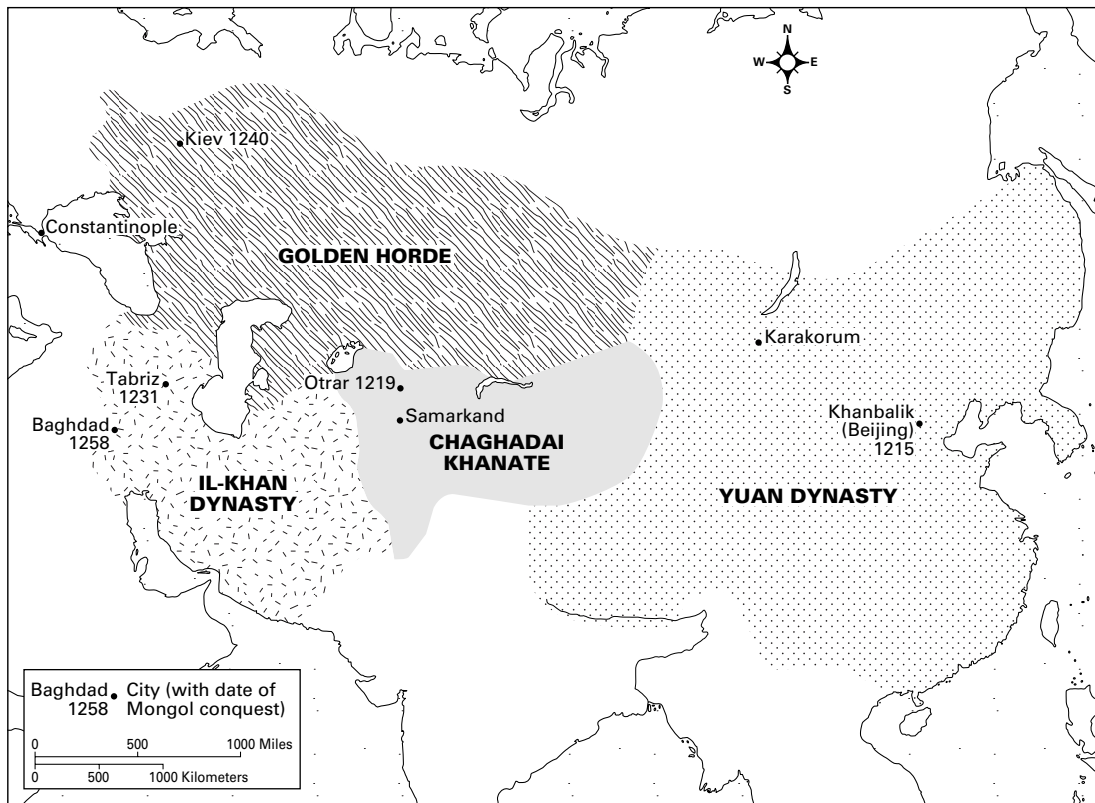 N
W E
S
Kiev 1240
Constantinople
GOLDEN HORDE
Karakorum
Tabriz
1231
Otrar 1219
Samarkand
Baghdad
1258
Khanbalik
(Beijing)
1215
CHAGHADAI
KHANATE
IL-KHAN
DYNASTY
YUAN DYNASTY
Baghdad
1258
City (with date of
Mongol conquest)
0 500 1000 Miles
0 500 1000 Kilometers